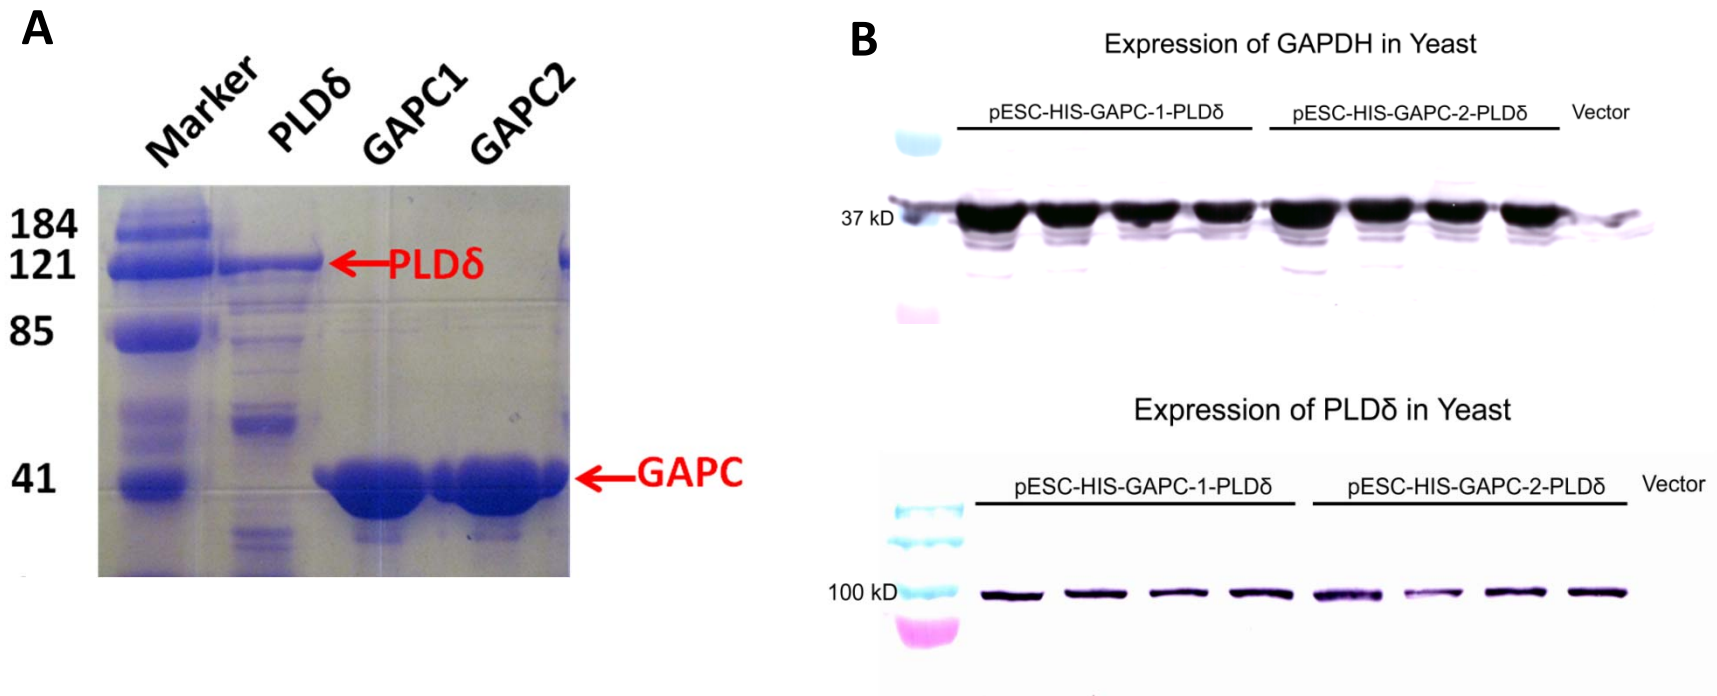 A
Marker
PLDδ
GAPC1
GAPC2
184
121
85
41
PLDδ
GAPC
B
Expression of GAPDH in Yeast
pESC-HIS-GAPC-1-PLDδ
pESC-HIS-GAPC-2-PLDδ
Vector
37 kD
Expression of PLDδ in Yeast
pESC-HIS-GAPC-1-PLDδ
pESC-HIS-GAPC-2-PLDδ
Vector
100 kD